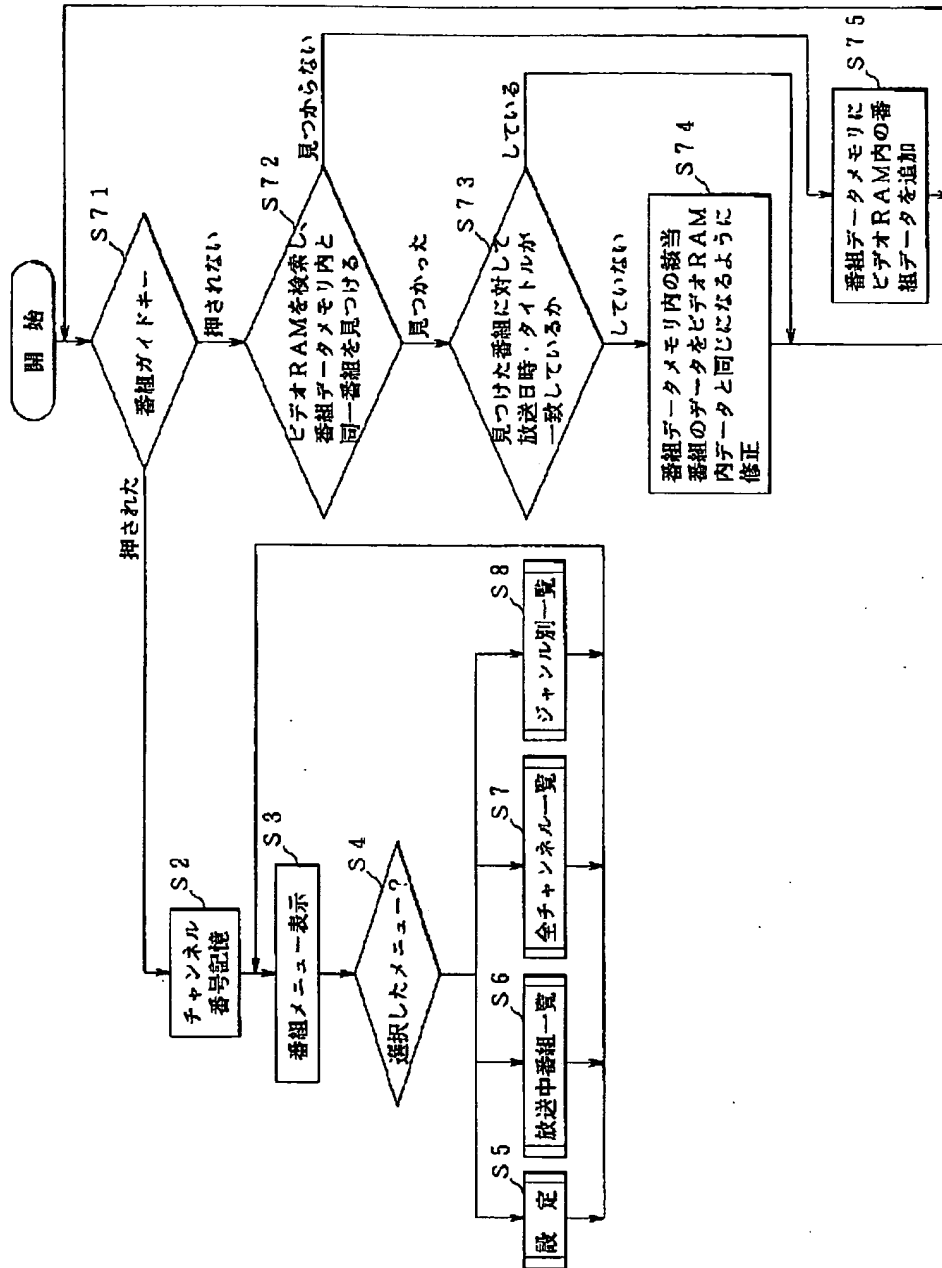 開　始
S71
番組ガイドキー
押された
押されない
S72
ビデオRAMを検索し、
番組データメモリ内と
同一番組を見つける
見つからない
見つかった
S73
見つけた番組に対して
放送日時・タイトルが
一致しているか
している
していない
S74
番組データメモリ内の該当
番組のデータをビデオRAM
内データと同じになるように
修正
S75
番組データメモリに
ビデオRAM内の番
組データを追加
S2
チャンネル
番号記憶
S3
番組メニュー表示
S4
選択したメニュー?
S5
設　定
S6
放送中番組一覧
S7
全チャンネル一覧
S8
ジャンル別一覧